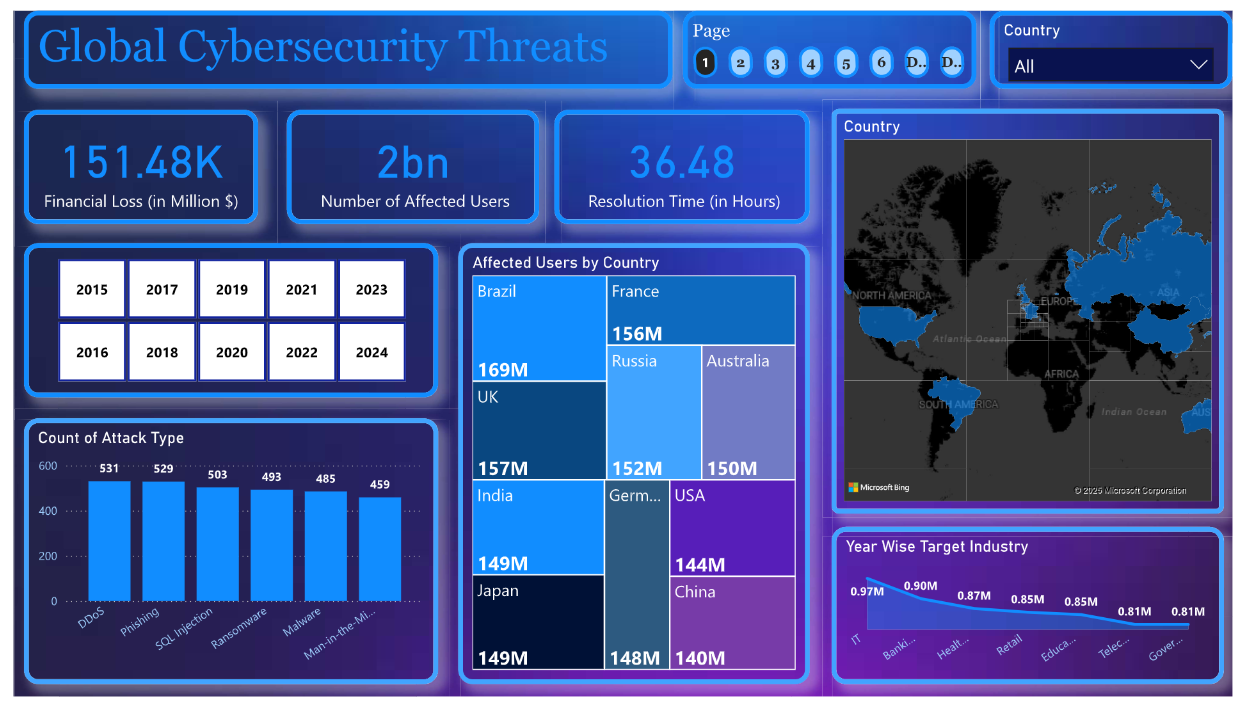 Global Cybersecurity Threats
Page
1 2 3 4 5 6 D.. D..
Country
All
151.48K
Financial Loss (in Million $)
2bn
Number of Affected Users
36.48
Resolution Time (in Hours)
2015 2017 2019 2021 2023
2016 2018 2020 2022 2024
Count of Attack Type
600
400
200
0
531 529 503 493 485 459
DDoS Phishing SQL Injection Ransomware Malware Man-in-the-Mi...
Affected Users by Country
Brazil
169M
France
156M
UK
157M
Russia
152M
Australia
150M
India
149M
Germ...
148M
USA
144M
Japan
149M
China
140M
Country
NORTH AMERICA
EUROPE
ASIA
Atlantic Ocean
AFRICA
SOUTH AMERICA
Indian Ocean
AUS
Microsoft Bing
© 2025 Microsoft Corporation
Year Wise Target Industry
0.97M 0.90M 0.87M 0.85M 0.85M 0.81M 0.81M
IT Banki... Healt... Retail Educa... Telec... Gover...